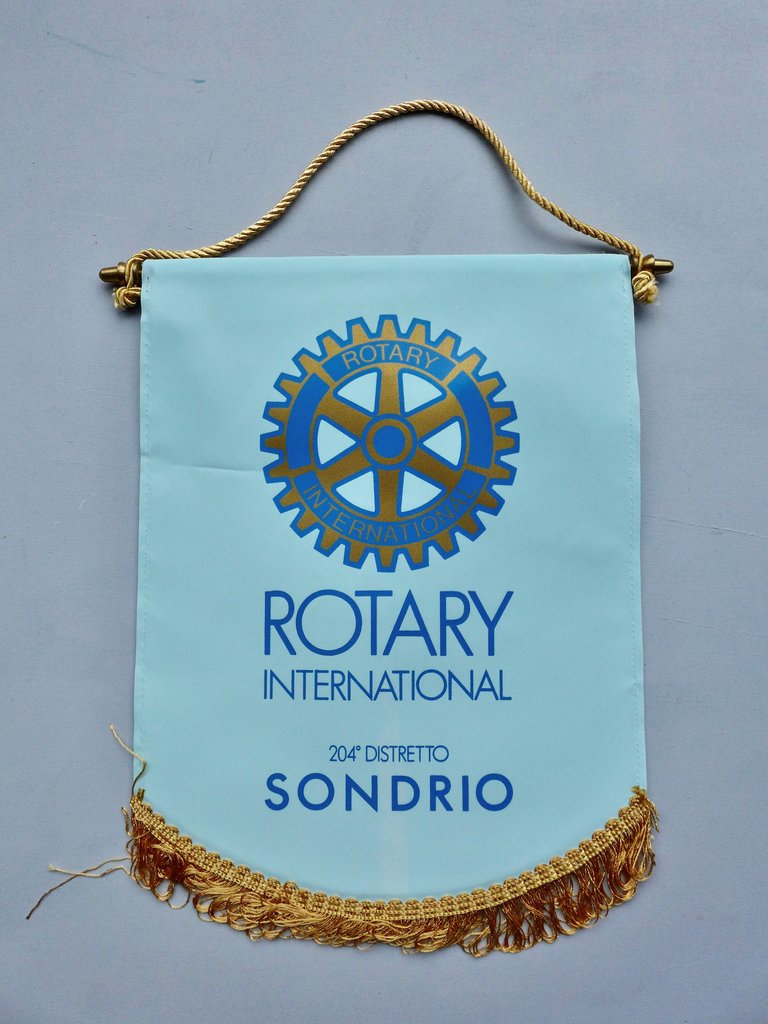 ROTARY
INTERNATIONAL
ROTARY
INTERNATIONAL
204° DISTRETTO
SONDRIO